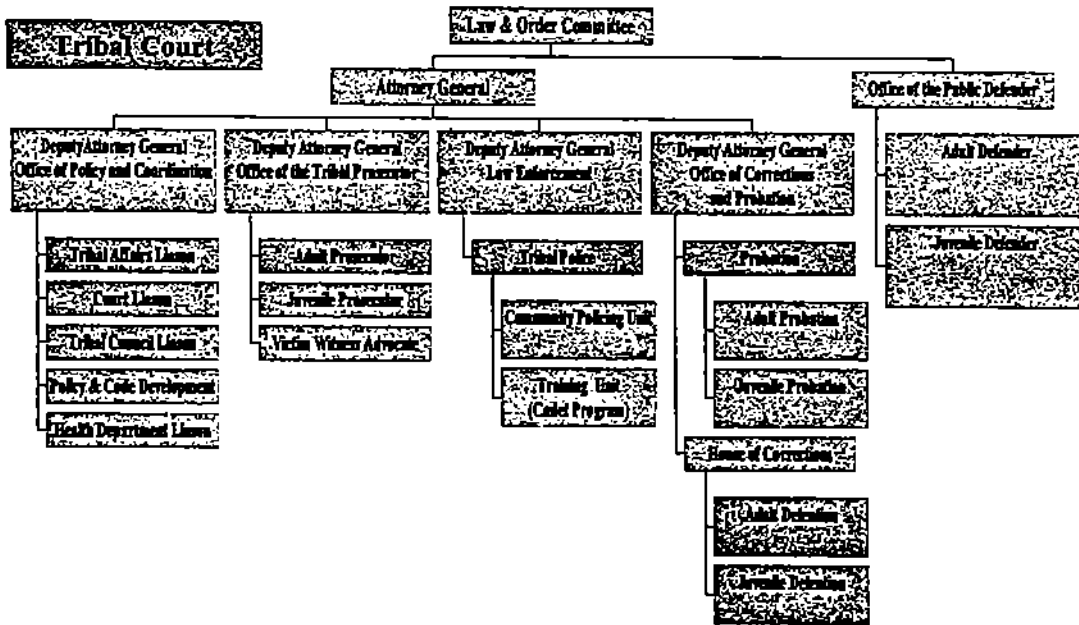 Law & Order Committee
Tribal Court
Attorney
General
Office of the Public Defender
Deputy Attorney General
Office of Policy and Coordination
Deputy Attorney General
Office of the Tribal Prosecutor
Deputy Attorney General
Law Enforcement
Deputy Attorney General
Office of Corrections
and Probation
Adult Defender
Juvenile Defender
Tribal Affairs Liason
Court Liason
Tribal Council Liason
Policy & Code Development
Health Department Liason
Adult Prosecutor
Juvenile Prosecutor
Victim Witness Advocate
Tribal Police
Community Policing Unit
Training Unit
(Cadet Program)
Probation
Adult Probation
Juvenile Probation
House of Corrections
Adult Detention
Juvenile Detention